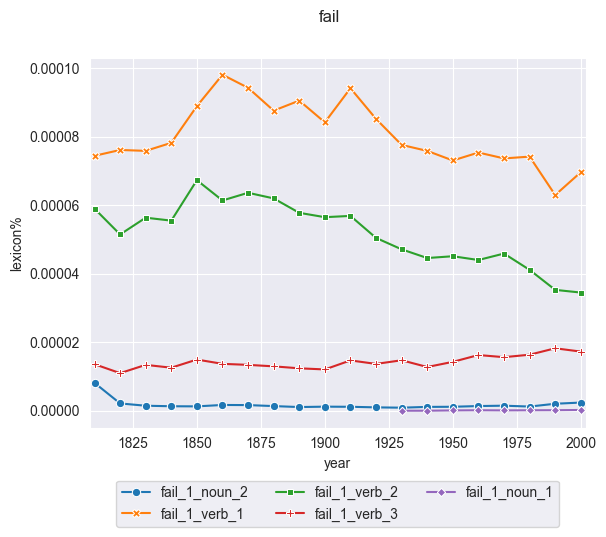 fail
0.00010
0.00008
0.00006
0.00004
0.00002
0.00000
lexicon%
1825 1850 1875 1900 1925 1950 1975 2000
year
fail_1_noun_2 fail_1_verb_2 fail_1_noun_1
fail_1_verb_1 fail_1_verb_3